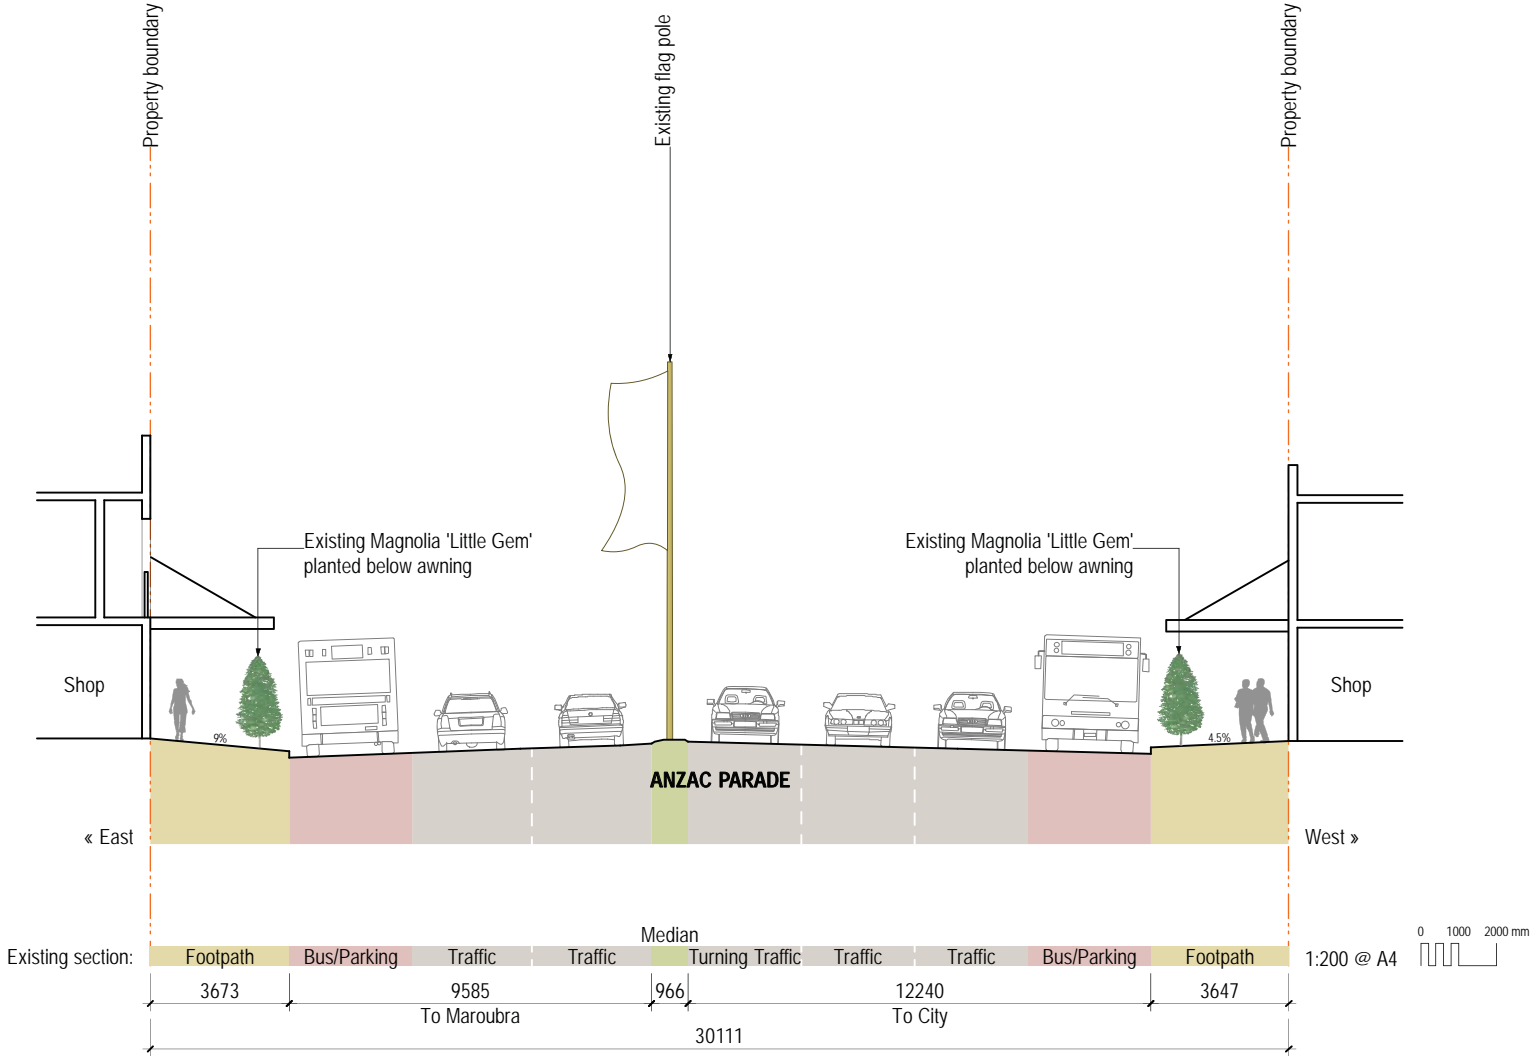 Property boundary
Existing flag pole
Property boundary
Existing Magnolia 'Little Gem'
planted below awning
Existing Magnolia 'Little Gem'
planted below awning
Shop
Shop
9%
4.5%
ANZAC PARADE
« East
West »
Median
Existing section:
Footpath
Bus/Parking
Traffic
Traffic
Turning Traffic
Traffic
Traffic
Bus/Parking
Footpath
1:200 @ A4
0 1000 2000 mm
3673
9585
966
12240
3647
To Maroubra
To City
30111